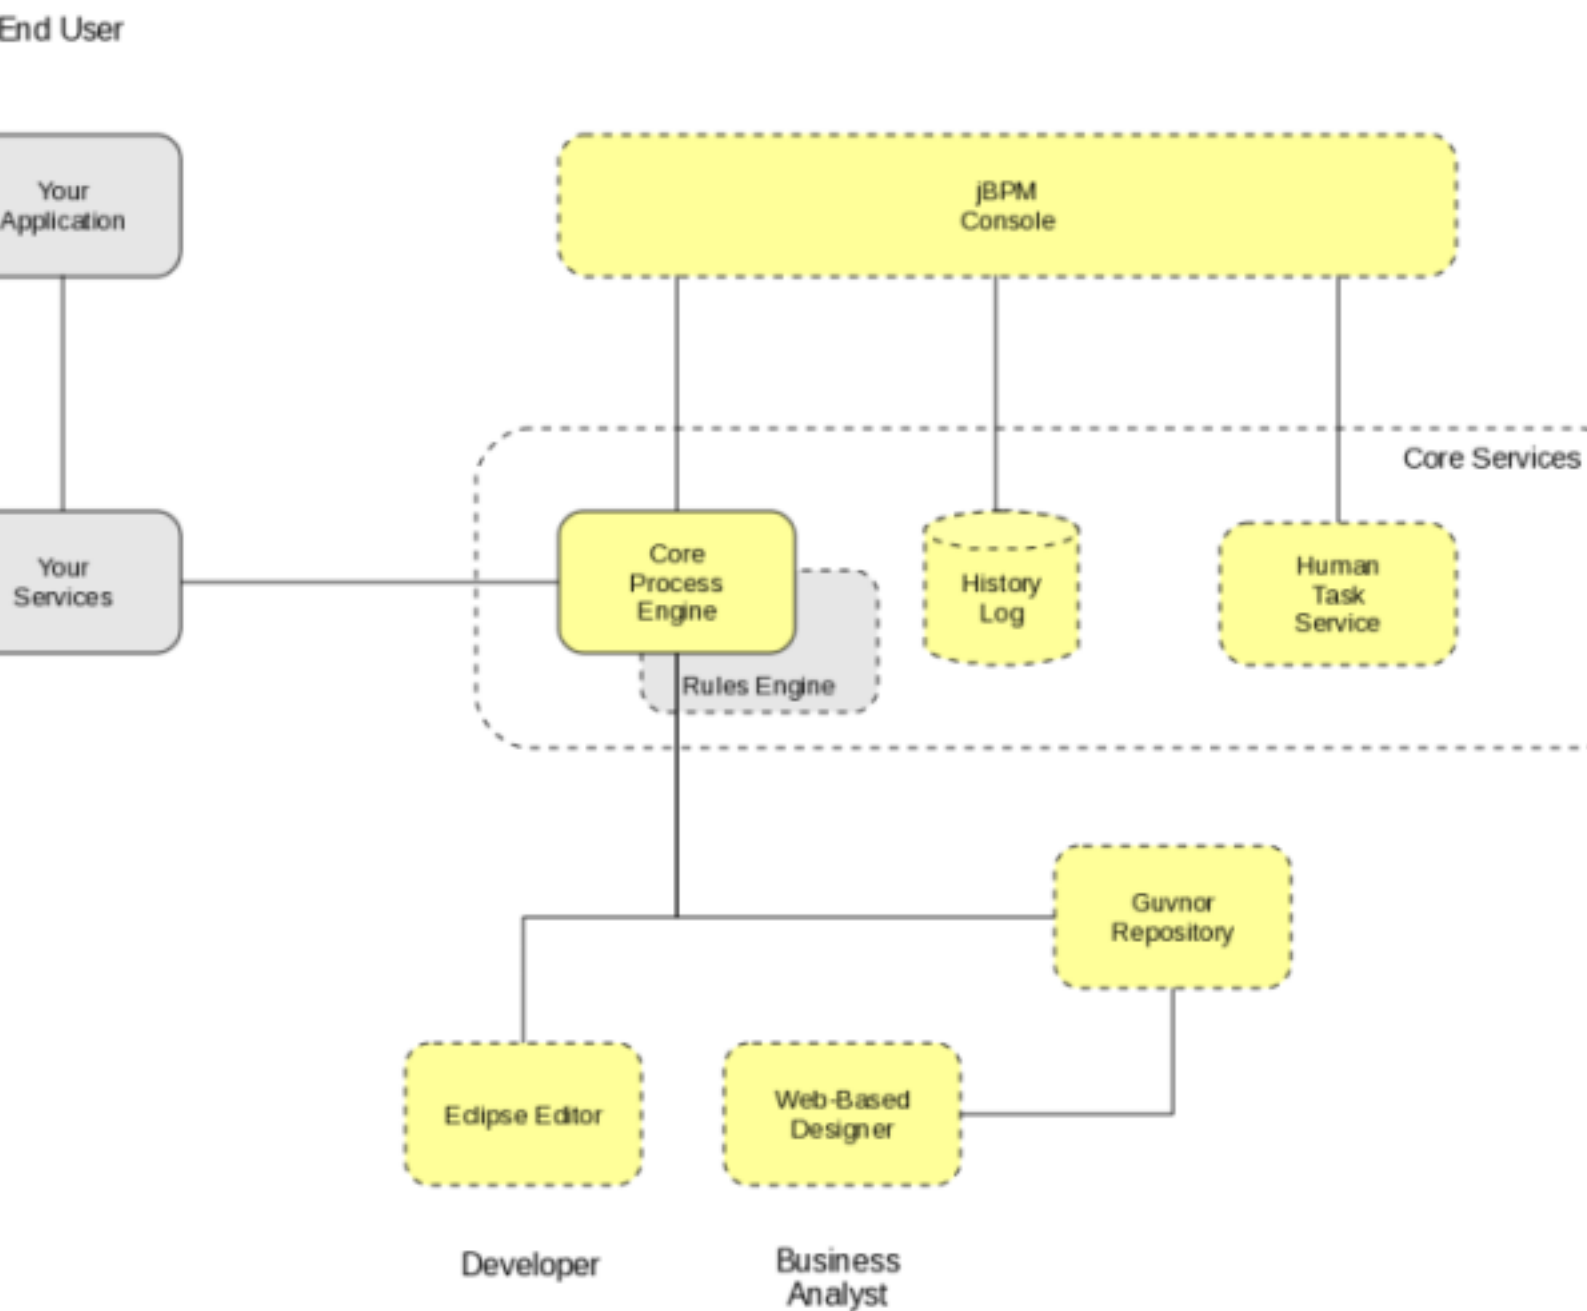 End User
Your
Application
jBPM
Console
Core Services
Your
Services
Core
Process
Engine
Rules Engine
History
Log
Human
Task
Service
Guvnor
Repository
Eclipse Editor
Web-Based
Designer
Developer
Business
Analyst